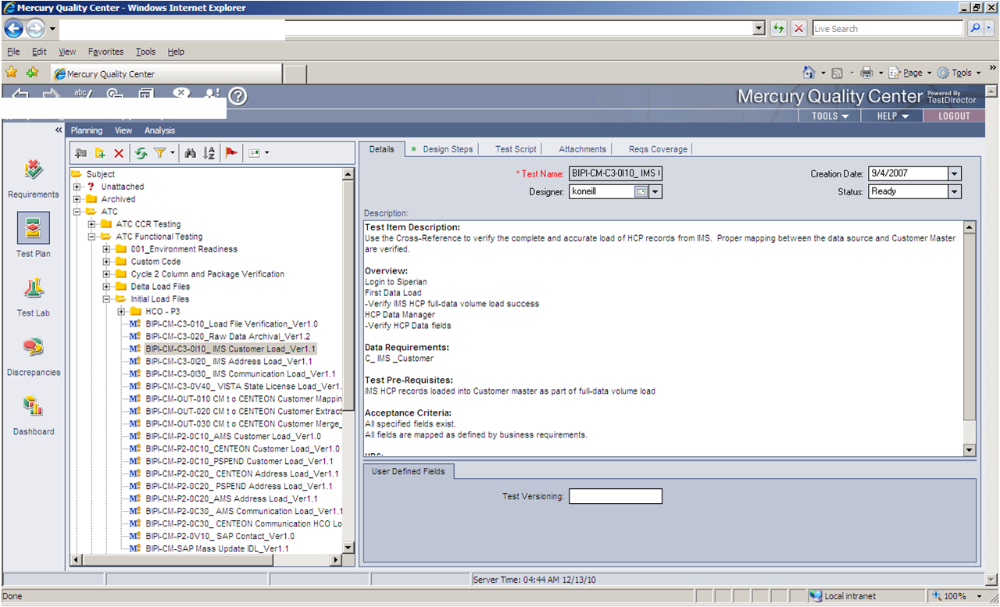 Mercury Quality Center - Windows Internet Explorer
Live Search
File Edit View Favorites Tools Help
Mercury Quality Center
Page Tools
Mercury Quality Center Powered By TestDirector
TOOLS HELP LOGOUT
Planning View Analysis
Requirements
Test Plan
Test Lab
Discrepancies
Dashboard
Subject
Unattached
Archived
ATC
ATC CCR Testing
ATC Functional Testing
001_Environment Readiness
Custom Code
Cycle 2 Column and Package Verification
Delta Load Files
Initial Load Files
HCO - P3
BIPI-CM-C3-010_Load File Verification_Ver1.0
BIPI-CM-C3-020_Raw Data Archival_Ver1.2
BIPI-CM-C3-0I10_ IMS Customer Load_Ver1.1
BIPI-CM-C3-0I20_ IMS Address Load_Ver1.1
BIPI-CM-C3-0I30_ IMS Communication Load_Ver1.1
BIPI-CM-C3-0V40_ VISTA State License Load_Ver1.
BIPI-CM-OUT-010 CM t o CENTEON Customer Mappin
BIPI-CM-OUT-020 CM t o CENTEON Customer Extract
BIPI-CM-OUT-030 CM t o CENTEON Customer Merge_
BIPI-CM-P2-0C10_AMS Customer Load_Ver1.0
BIPI-CM-P2-0C10_CENTEON Customer Load_Ver1.0
BIPI-CM-P2-0C10_PSPEND Customer Load_Ver1.1
BIPI-CM-P2-0C20_ CENTEON Address Load_Ver1.1
BIPI-CM-P2-0C20_ PSPEND Address Load_Ver1.1
BIPI-CM-P2-0C20_AMS Address Load_Ver1.1
BIPI-CM-P2-0C30_ AMS Communication Load_Ver1.1
BIPI-CM-P2-0C30_ CENTEON Communication HCO Lo
BIPI-CM-P2-0V10_ SAP Contact_Ver1.0
BIPI-CM-SAP Mass Update IDL_Ver1.1
Details * Design Steps Test Script Attachments Reqs Coverage
* Test Name: BIPI-CM-C3-0I10_ IMS Creation Date: 9/4/2007
Designer: koneill Status: Ready
Description:
Test Item Description:
Use the Cross-Reference to verify the complete and accurate load of HCP records from IMS. Proper mapping between the data source and Customer Master
are verified.
Overview:
Login to Siperian
First Data Load
-Verify IMS HCP full-data volume load success
HCP Data Manager
-Verify HCP Data fields
Data Requirements:
C_ IMS _Customer
Test Pre-Requisites:
IMS HCP records loaded into Customer master as part of full-data volume load
Acceptance Criteria:
All specified fields exist.
All fields are mapped as defined by business requirements.
User Defined Fields
Test Versioning:
Server Time: 04:44 AM 12/13/10
Done Local intranet 100%